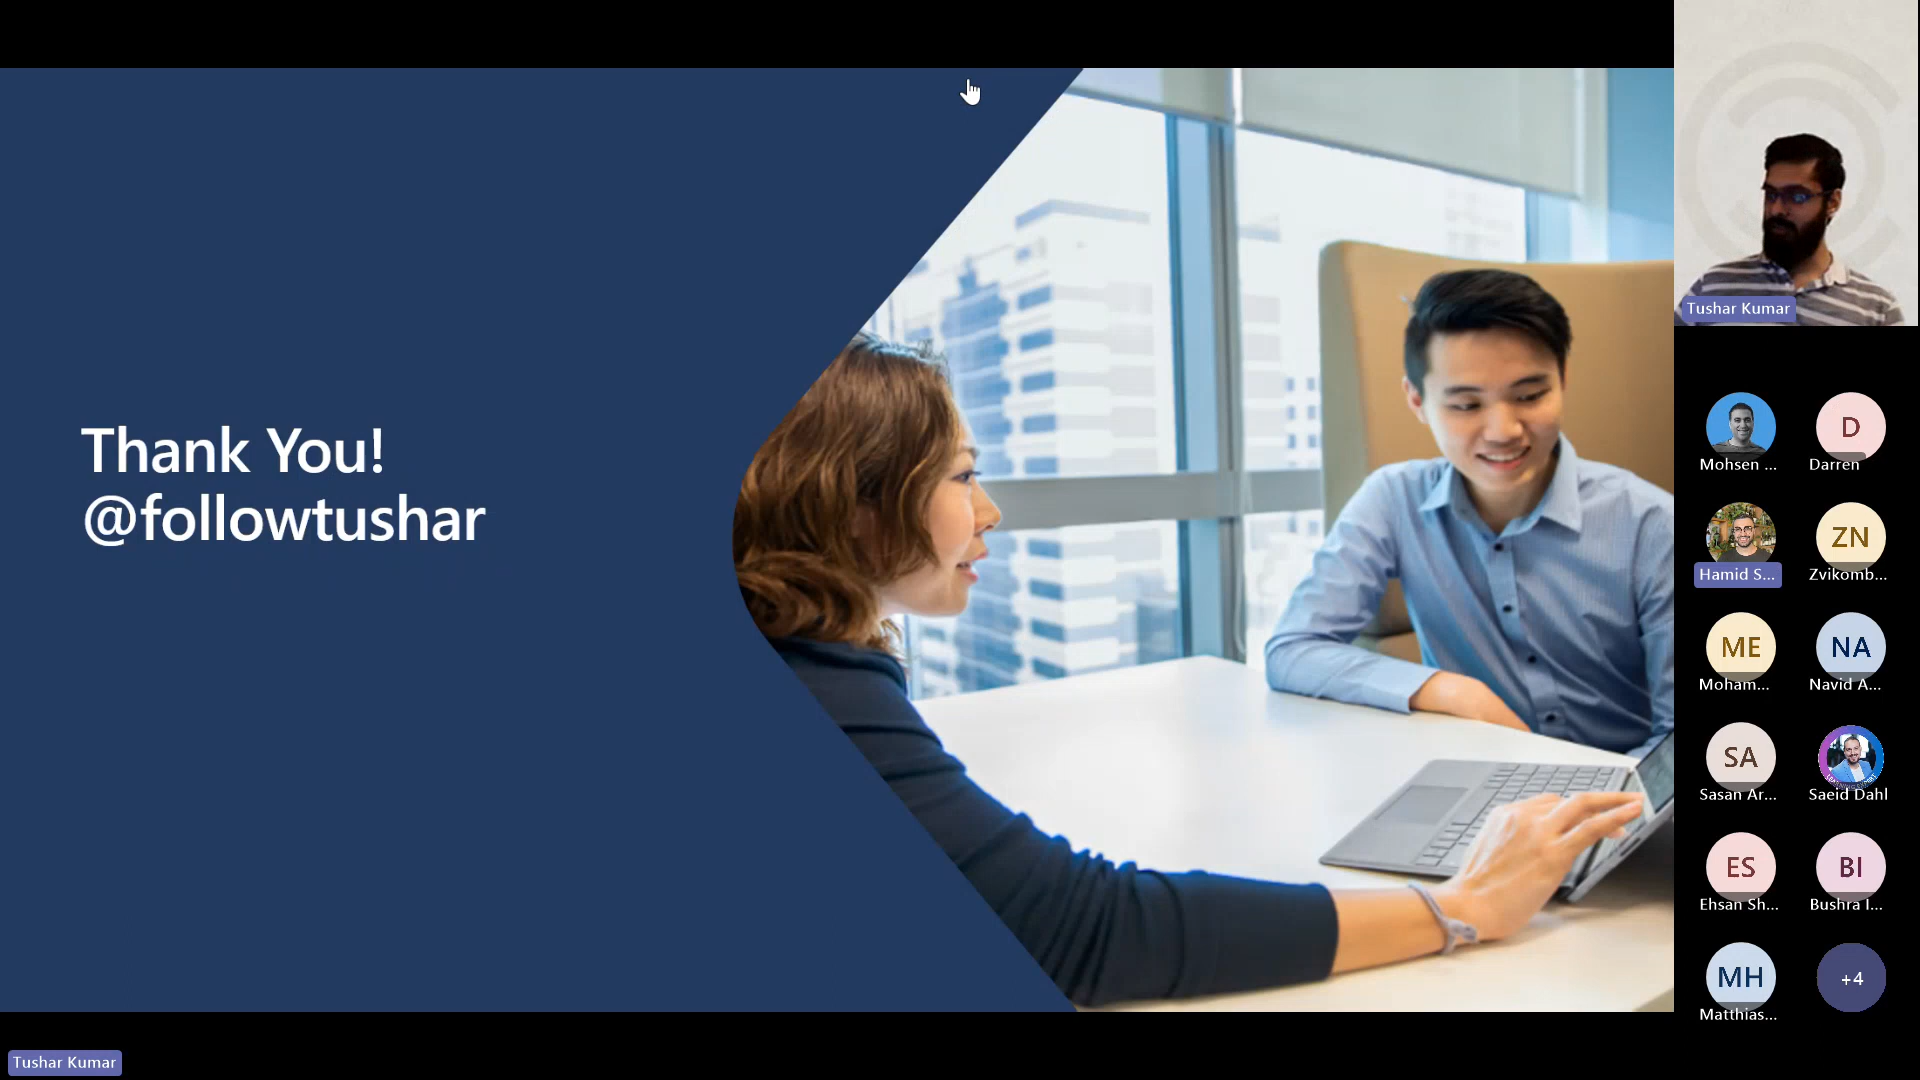 Thank You!
@followtushar
Tushar Kumar
Mohsen ...
D
Darren
Hamid S...
ZN
Zvikomb...
ME
Moham...
NA
Navid A...
SA
Sasan Ar...
Saeid Dahl
ES
Ehsan Sh...
BI
Bushra I...
MH
Matthias...
+4
Tushar Kumar